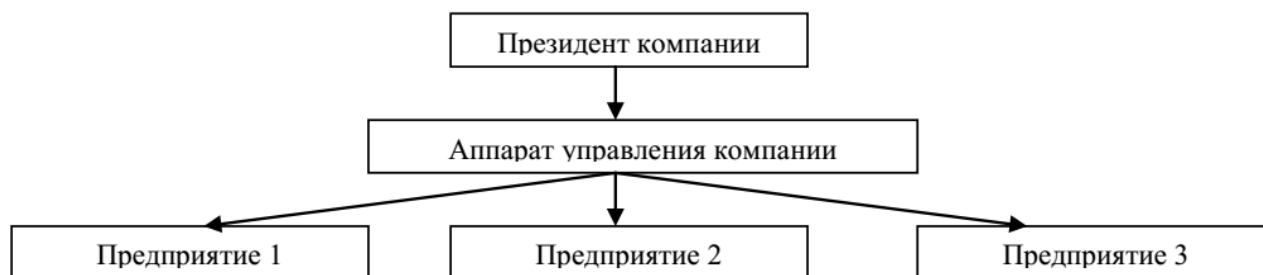 Президент компании
Аппарат управления компании
Предприятие 1
Предприятие 2
Предприятие 3